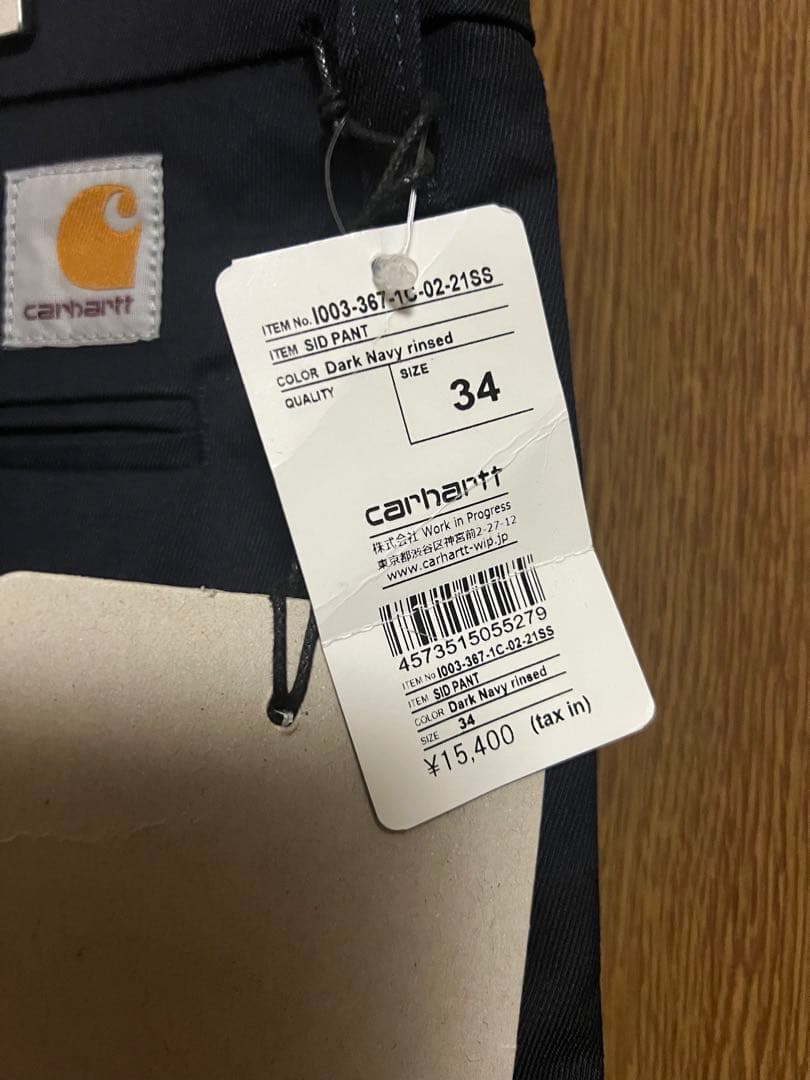 carhartt
ITEM No. I003-367-1C-02-21SS
ITEM SID PANT
COLOR Dark Navy rinsed
QUALITY
SIZE
34
carhartt
株式会社 Work in Progress
東京都渋谷区神宮前2-27-12
www.carhartt-wip.jp
4573515055279
ITEM No I003-367-1C-02-21SS
ITEM SID PANT
COLOR Dark Navy rinsed
SIZE 34
¥15,400 (tax in)